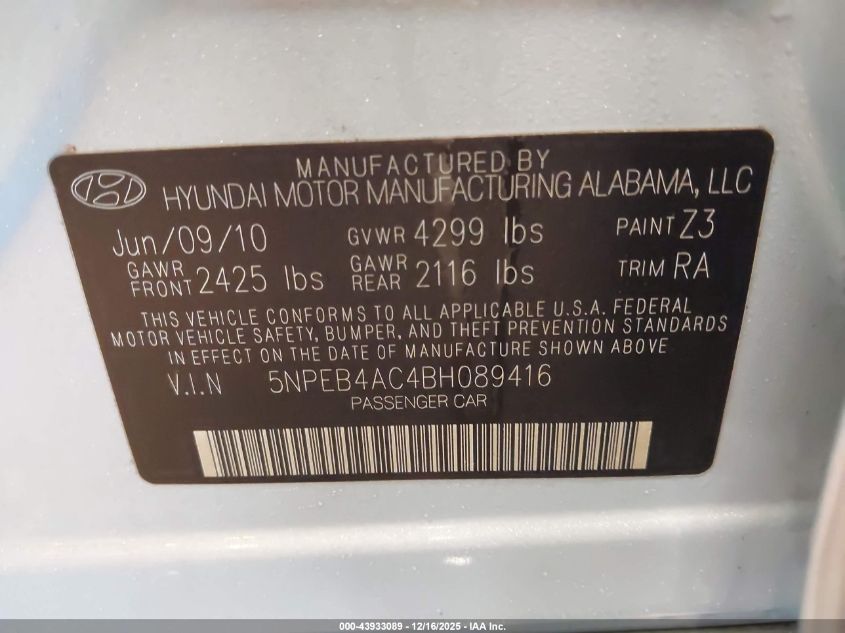 MANUFACTURED BY
HYUNDAI MOTOR MANUFACTURING ALABAMA, LLC
Jun/09/10 GVWR 4299 lbs PAINT Z3
GAWR FRONT 2425 lbs GAWR REAR 2116 lbs TRIM RA
THIS VEHICLE CONFORMS TO ALL APPLICABLE U.S.A. FEDERAL
MOTOR VEHICLE SAFETY, BUMPER, AND THEFT PREVENTION STANDARDS
IN EFFECT ON THE DATE OF MANUFACTURE SHOWN ABOVE.
V.I.N 5NPEB4AC4BH089416
PASSENGER CAR
000-43933089 - 12/16/2025 - IAA Inc.